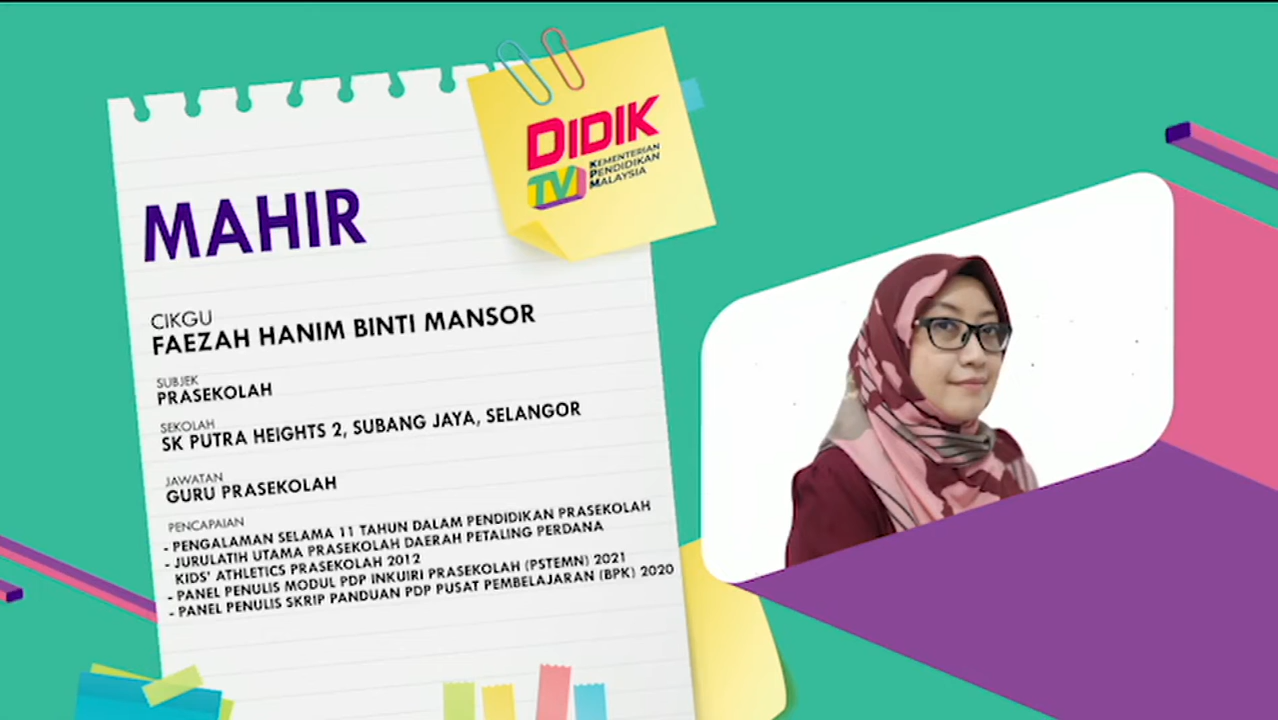 DIDIK
TV
KEMENTERIAN
PENDIDIKAN
MALAYSIA
MAHIR
CIKGU
FAEZAH HANIM BINTI MANSOR
SUBJEK
PRASEKOLAH
SEKOLAH
SK PUTRA HEIGHTS 2, SUBANG JAYA, SELANGOR
JAWATAN
GURU PRASEKOLAH
PENCAPAIAN
- PENGALAMAN SELAMA 11 TAHUN DALAM PENDIDIKAN PRASEKOLAH
- JURULATIH UTAMA PRASEKOLAH DAERAH PETALING PERDANA
KIDS' ATHLETICS PRASEKOLAH 2012
- PANEL PENULIS MODUL PDP INKUIRI PRASEKOLAH (PSTEMN) 2021
- PANEL PENULIS SKRIP PANDUAN PDP PUSAT PEMBELAJARAN (BPK) 2020